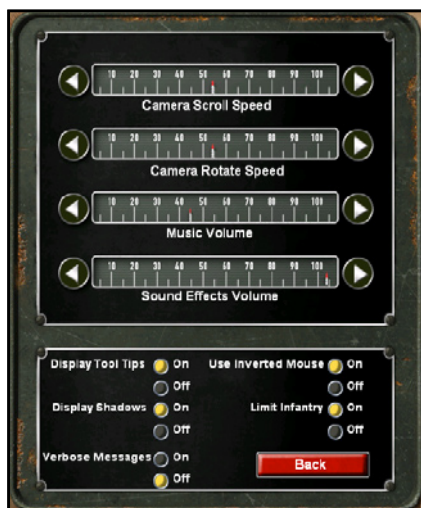 10 20 30 40 50 60 70 80 90 100
Camera Scroll Speed
10 20 30 40 50 60 70 80 90 100
Camera Rotate Speed
10 20 30 40 50 60 70 80 90 100
Music Volume
10 20 30 40 50 60 70 80 90 100
Sound Effects Volume
Display Tool Tips On
Off
Display Shadows On
Off
Verbose Messages On
Off
Use Inverted Mouse On
Off
Limit Infantry On
Off
Back